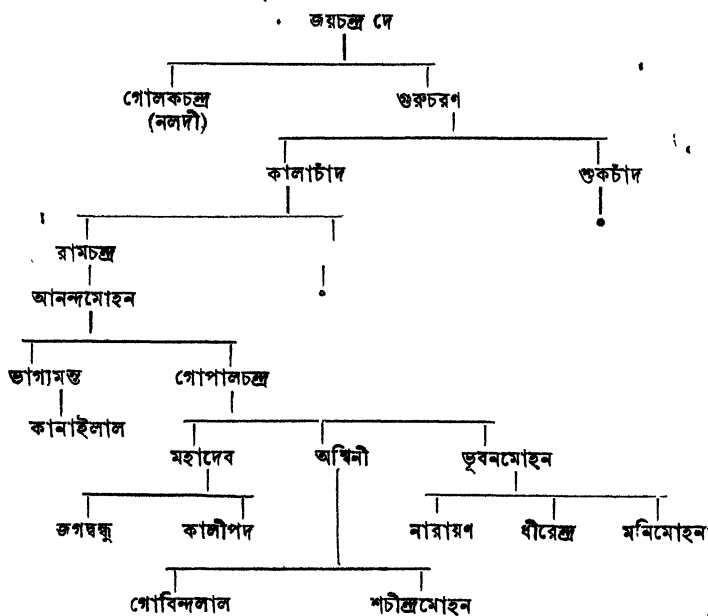 জয়চন্দ্র দে
গোলকচন্দ্র গুরুচরণ
(নলদী)
কালাচাঁদ শুকচাঁদ
রামচন্দ্র
আনন্দমোহন
ভাগ্যমন্ত গোপালচন্দ্র
কানাইলাল
মহাদেব অশ্বিনী ভূবনমোহন
জগদ্বন্ধু কালীপদ নারায়ণ ধীরেন্দ্র মনিমোহন
গোবিন্দলাল শচীন্দ্রমোহন